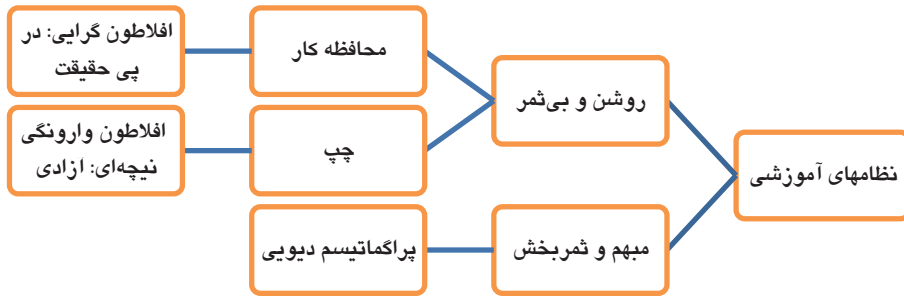 نظامهای آموزشی
روشن و بی‌ثمر
محافظه کار
افلاطون گرایی: در
پی حقیقت
چپ
افلاطون وارونگی
نیچه‌ای: ازادی
مبهم و ثمربخش
پراگماتیسم دیویی